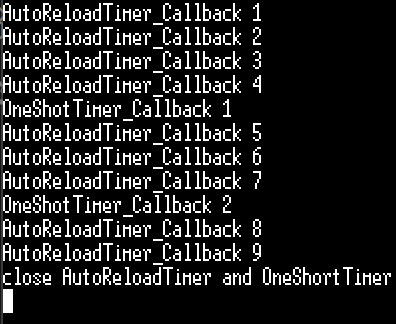 AutoReloadTimer_Callback 1
AutoReloadTimer_Callback 2
AutoReloadTimer_Callback 3
AutoReloadTimer_Callback 4
OneShotTimer_Callback 1
AutoReloadTimer_Callback 5
AutoReloadTimer_Callback 6
AutoReloadTimer_Callback 7
OneShotTimer_Callback 2
AutoReloadTimer_Callback 8
AutoReloadTimer_Callback 9
close AutoReloadTimer and OneShortTimer